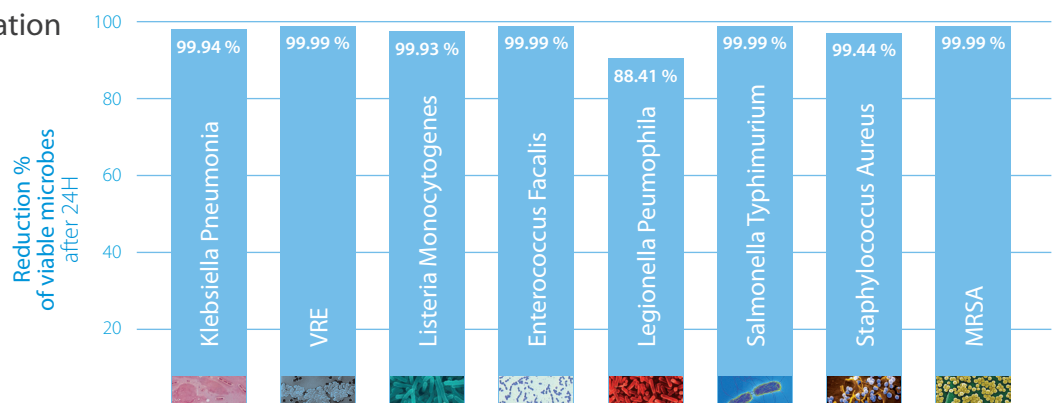 ation
100
80
60
40
20
Reduction %
of viable microbes
after 24H
99.94 %
Klebsiella Pneumonia
99.99 %
VRE
99.93 %
Listeria Monocytogenes
99.99 %
Enterococcus Facalis
88.41 %
Legionella Peumophila
99.99 %
Salmonella Typhimurium
99.44 %
Staphylococcus Aureus
99.99 %
MRSA